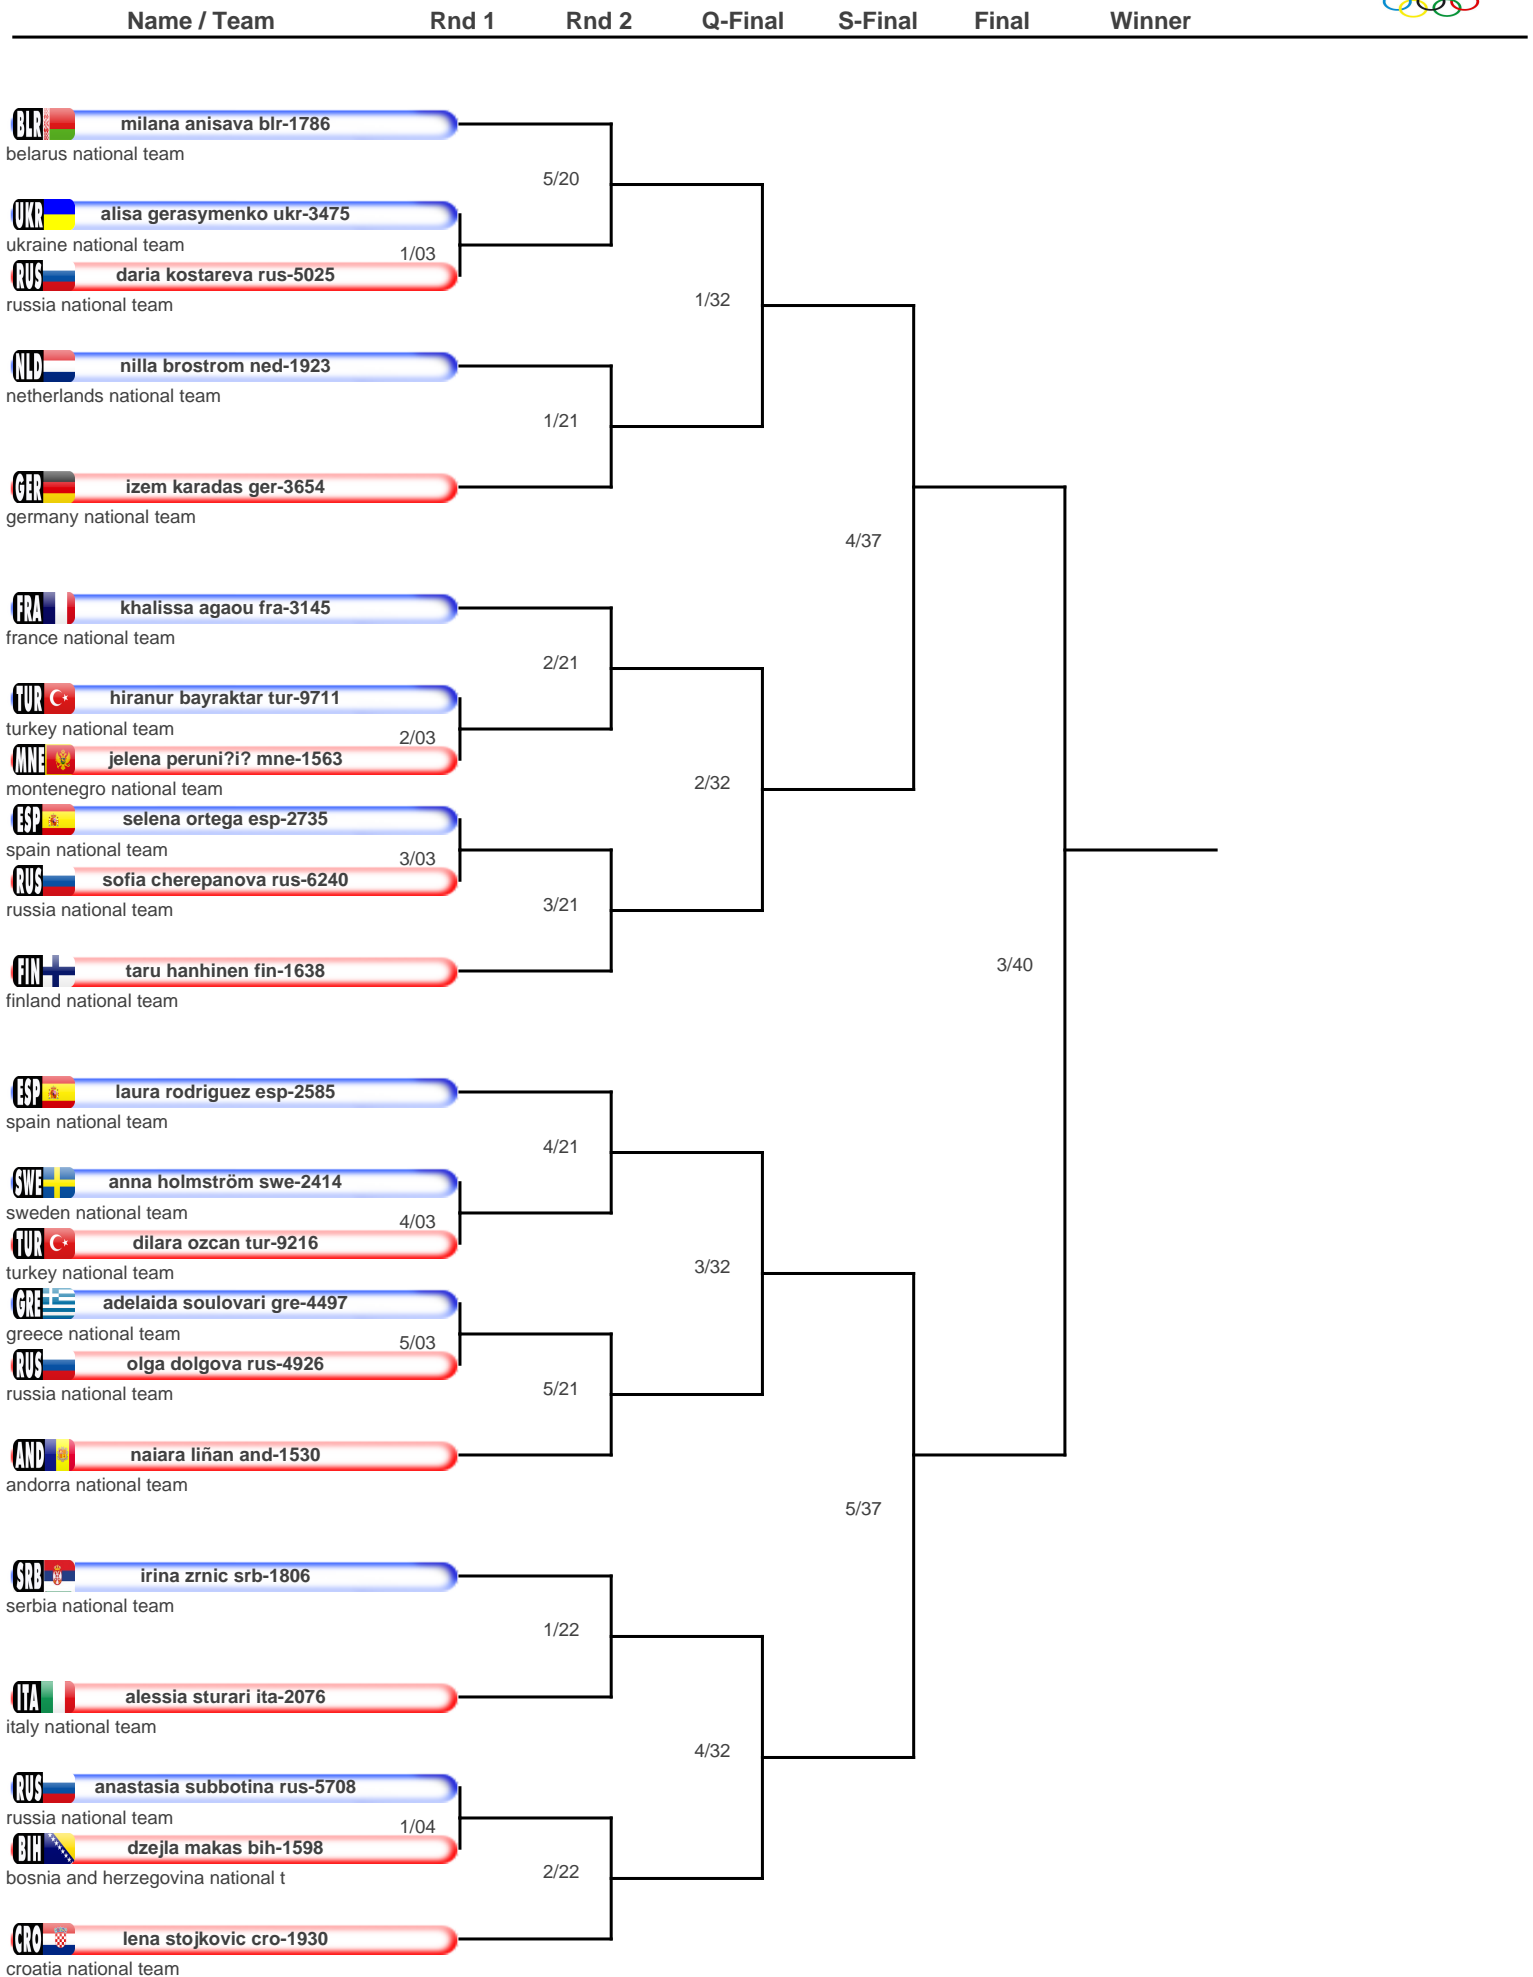 Name / Team Rnd 1 Rnd 2 Q-Final S-Final Final Winner
BLR milana anisava blr-1786
belarus national team
5/20
UKR alisa gerasymenko ukr-3475
ukraine national team
1/03
RUS daria kostareva rus-5025
russia national team
1/32
NLD nilla brostrom ned-1923
netherlands national team
1/21
GER izem karadas ger-3654
germany national team
4/37
FRA khalissa agaou fra-3145
france national team
2/21
TUR hiranur bayraktar tur-9711
turkey national team
2/03
MNE jelena peruni?i? mne-1563
montenegro national team
2/32
ESP selena ortega esp-2735
spain national team
3/03
RUS sofia cherepanova rus-6240
russia national team
3/21
FIN taru hanhinen fin-1638
3/40
finland national team
ESP laura rodriguez esp-2585
spain national team
4/21
SWE anna holmström swe-2414
sweden national team
4/03
TUR dilara ozcan tur-9216
turkey national team
3/32
GRE adelaida soulovari gre-4497
greece national team
5/03
RUS olga dolgova rus-4926
russia national team
5/21
AND naiara liñan and-1530
andorra national team
5/37
SRB irina zrnic srb-1806
serbia national team
1/22
ITA alessia sturari ita-2076
italy national team
4/32
RUS anastasia subbotina rus-5708
russia national team
1/04
BIH dzejla makas bih-1598
bosnia and herzegovina national t
2/22
CRO lena stojkovic cro-1930
croatia national team